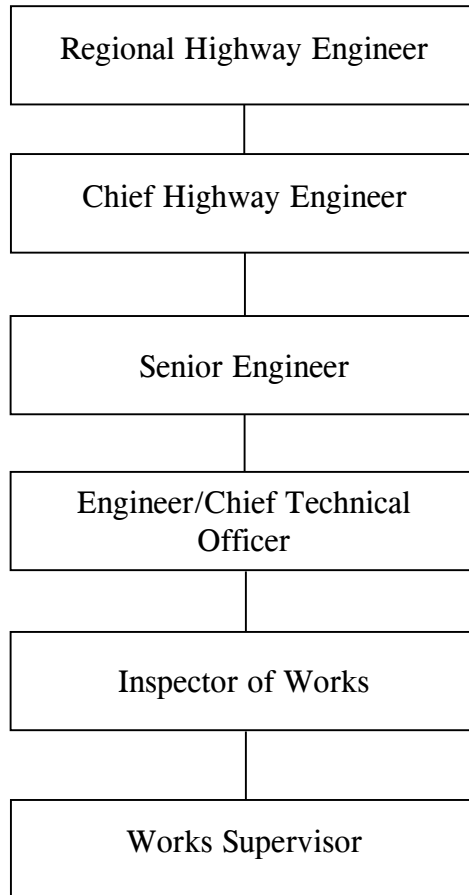 Regional Highway Engineer
Chief Highway Engineer
Senior Engineer
Engineer/Chief Technical
Officer
Inspector of Works
Works Supervisor